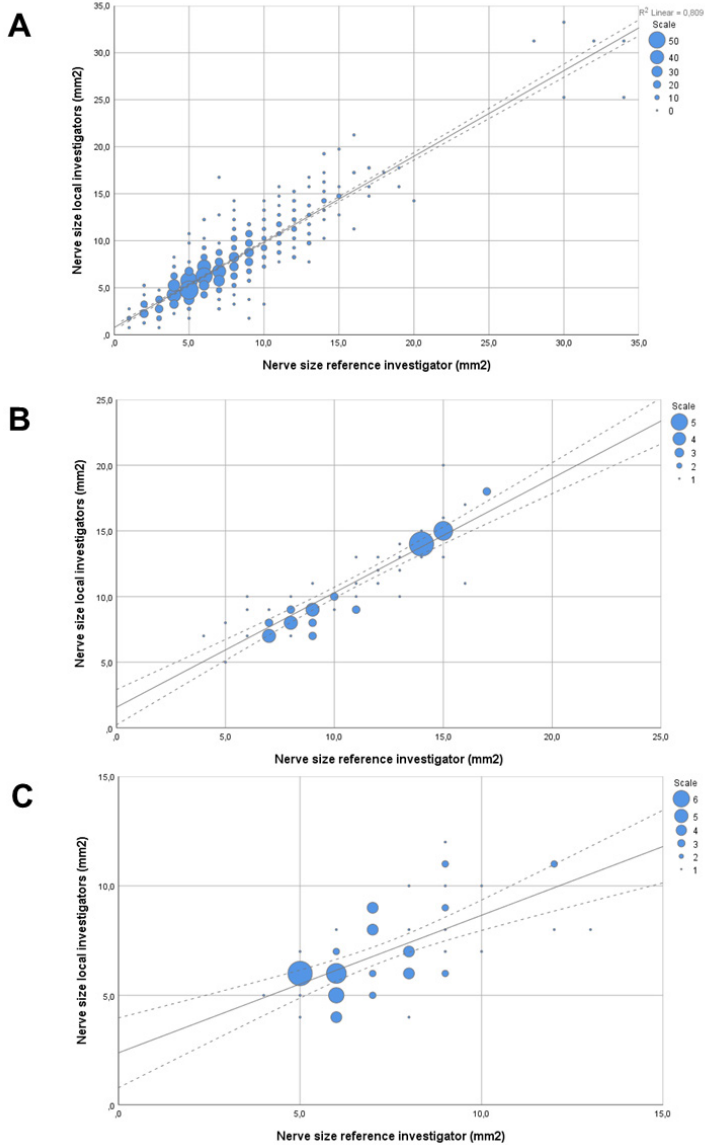 A
R² Linear = 0,809
Scale
50
40
30
20
10
0
35,0
30,0
25,0
20,0
15,0
10,0
5,0
,0
Nerve size local investigators (mm2)
,0 5,0 10,0 15,0 20,0 25,0 30,0 35,0
Nerve size reference investigator (mm2)
B
Scale
5
4
3
2
1
25,0
20,0
15,0
10,0
5,0
,0
Nerve size local investigators (mm2)
,0 5,0 10,0 15,0 20,0 25,0
Nerve size reference investigator (mm2)
C
Scale
6
5
4
3
2
1
15,0
10,0
5,0
,0
Nerve size local investigators (mm2)
,0 5,0 10,0 15,0
Nerve size reference investigator (mm2)